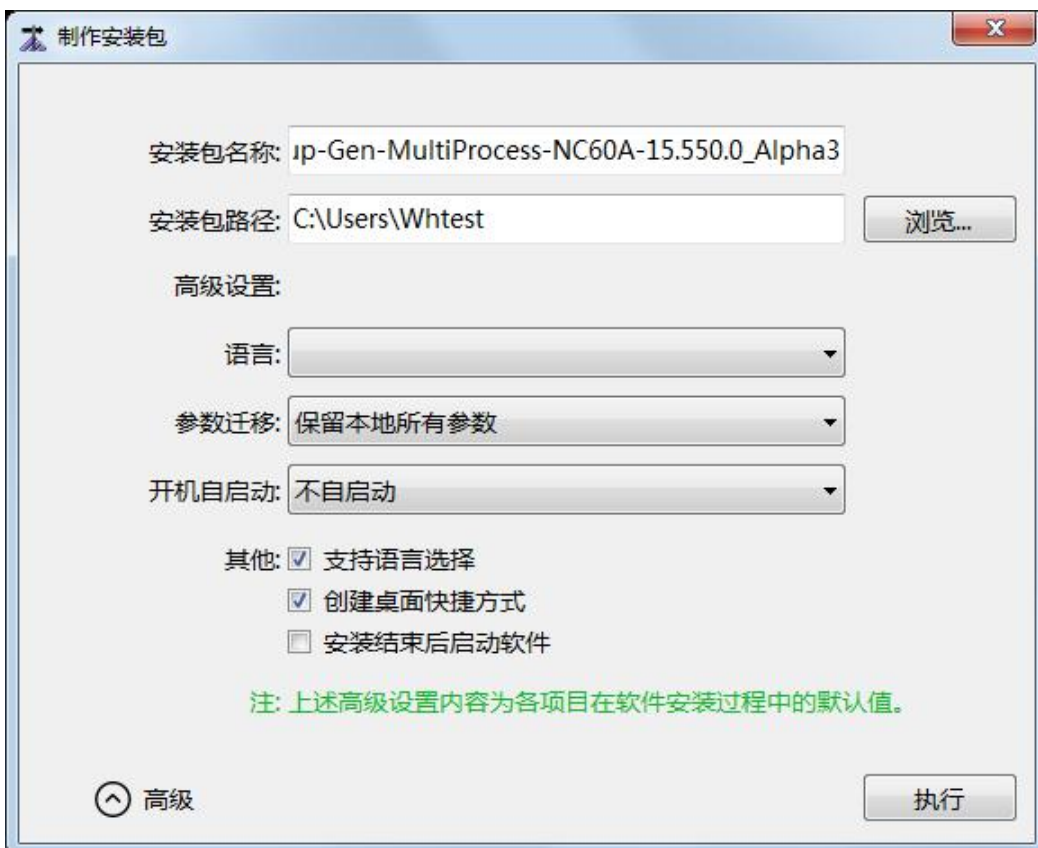 制作安装包
安装包名称: up-Gen-MultiProcess-NC60A-15.550.0_Alpha3
安装包路径: C:\Users\Whtest 浏览...
高级设置:
语言:
参数迁移: 保留本地所有参数
开机自启动: 不自启动
其他: 支持语言选择
创建桌面快捷方式
安装结束后启动软件
注: 上述高级设置内容为各项目在软件安装过程中的默认值。
高级 执行